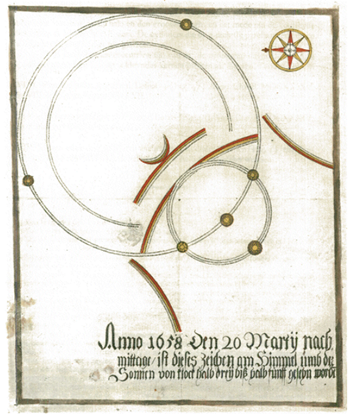 Anno 1658 Den 20 Martij nach
mittage ist dieses Zeichen am Himmel umb die
Sonnen von klock halb drey biß halb fünff gesehen worden